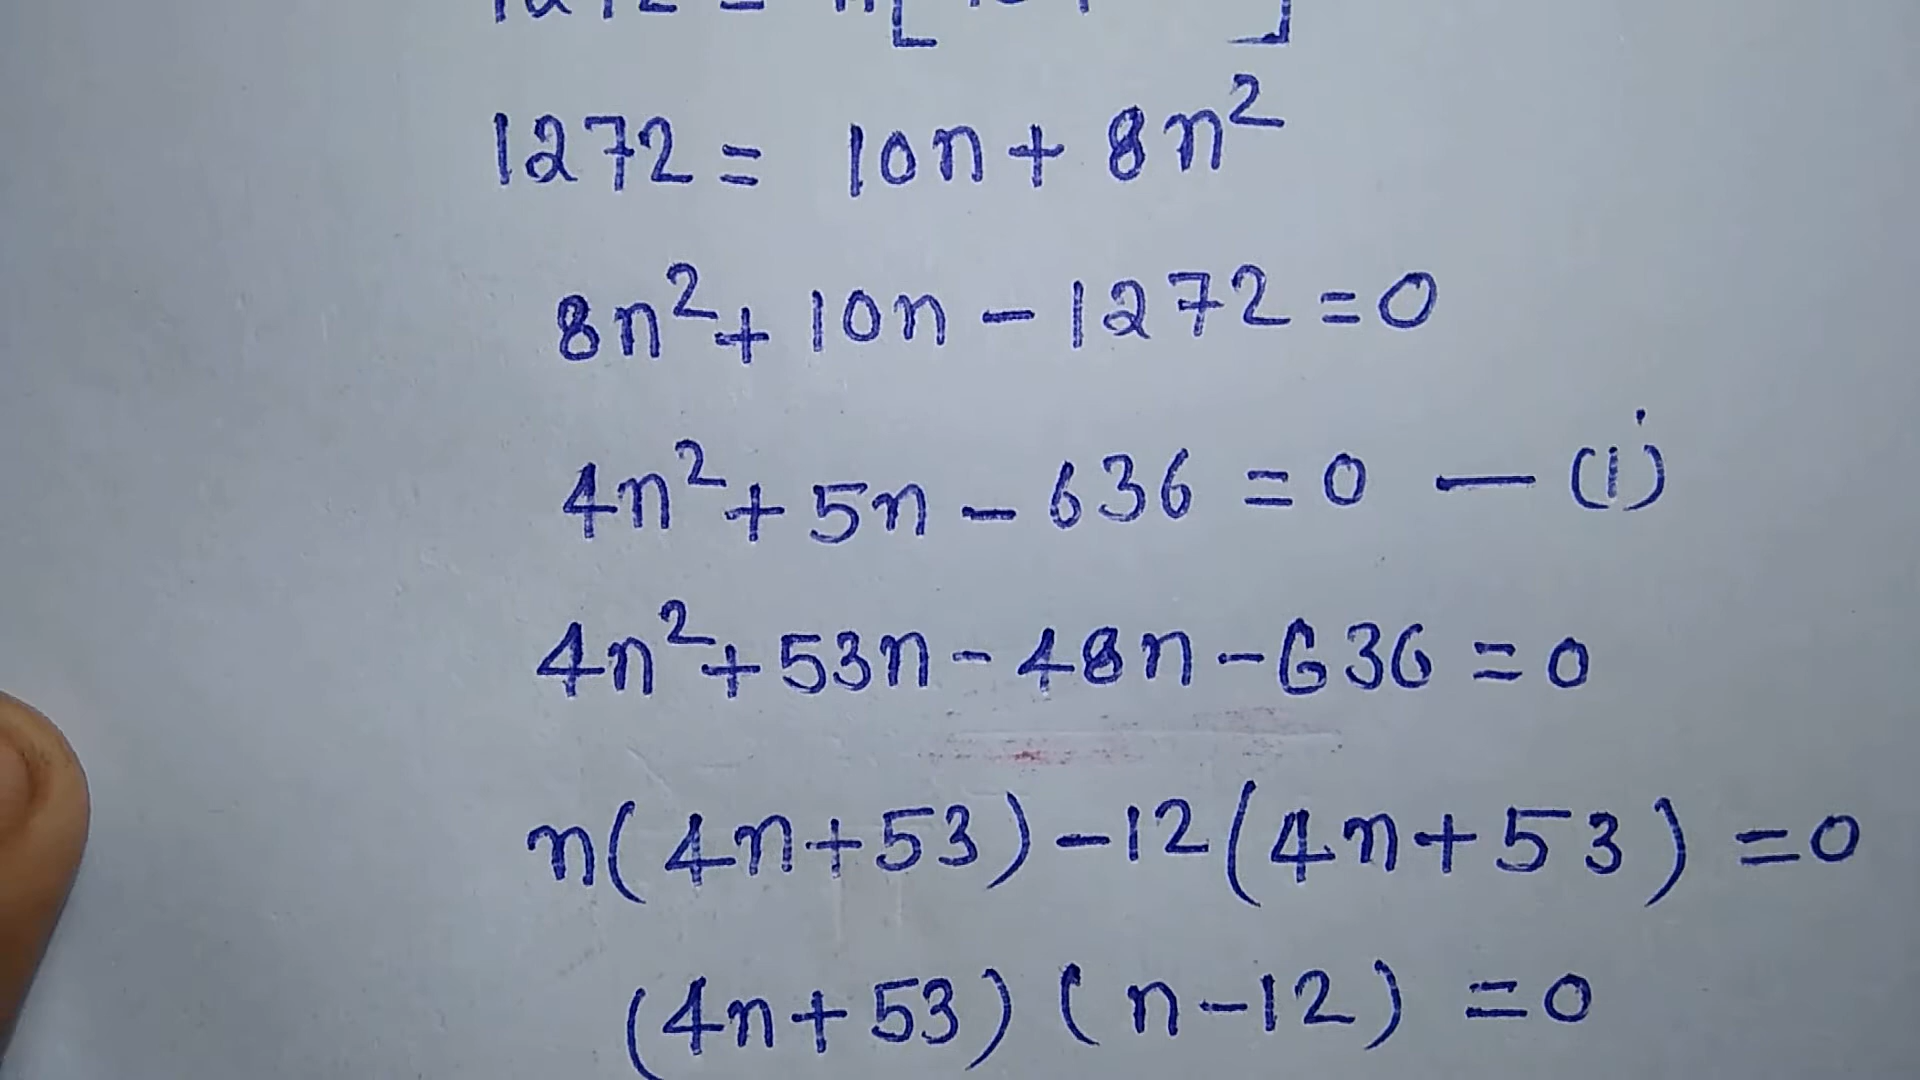 1272 = 10n + 8n²
8n² + 10n - 1272 = 0
4n² + 5n - 636 = 0 — (i)
4n² + 53n - 48n - 636 = 0
n(4n+53) - 12(4n+53) = 0
(4n+53) (n-12) = 0